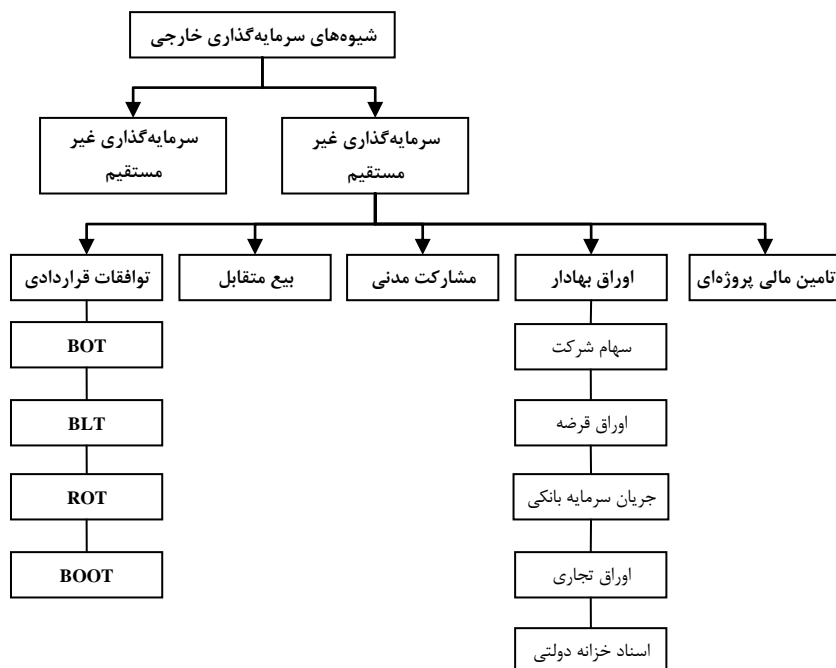 شیوه‌های سرمایه‌گذاری خارجی
سرمایه‌گذاری غیر
مستقیم
سرمایه‌گذاری غیر
مستقیم
تامین مالی پروژه‌ای
اوراق بهادار
مشارکت مدنی
بیع متقابل
توافقات قراردادی
سهام شرکت
اوراق قرضه
جریان سرمایه بانکی
اوراق تجاری
اسناد خزانه دولتی
BOT
BLT
ROT
BOOT